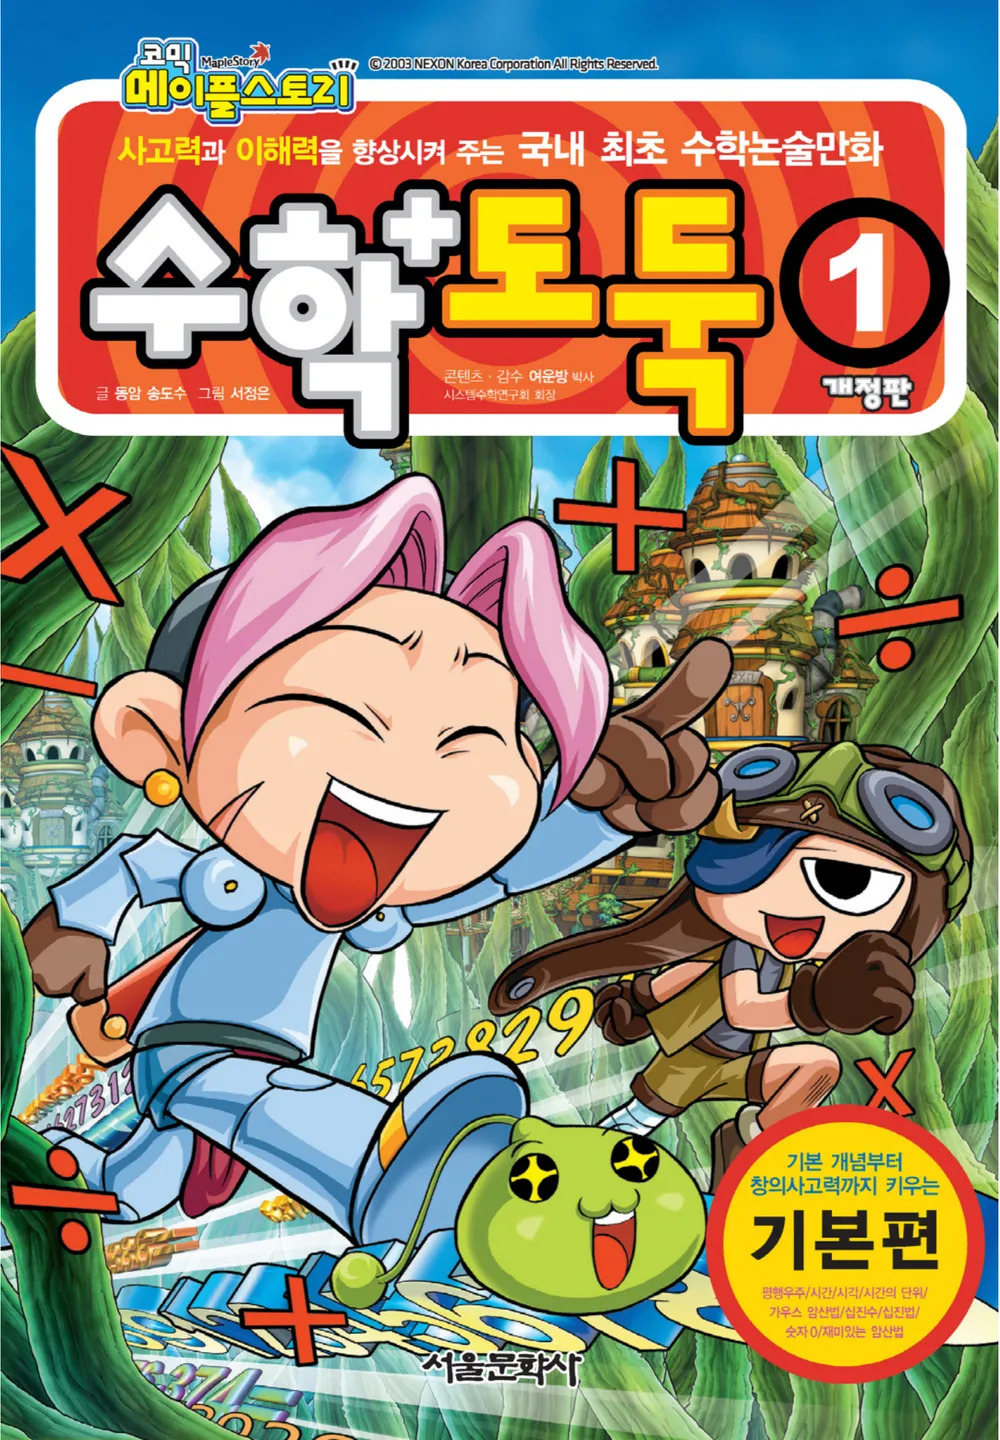 코믹 MapleStory
메이플스토리
©2003 NEXON Korea Corporation All Rights Reserved.
사고력과 이해력을 향상시켜 주는 국내 최초 수학논술만화
수학+도둑 1
개정판
글 동암 송도수 그림 서정은
콘텐츠 · 감수 여운방 박사
시스템수학연구회 회장
6573829
기본 개념부터
창의사고력까지 키우는
기본편
평행우주/시간/시각/시간의 단위/
가우스 암산법/십진수/십진법/
숫자 0/재미있는 암산법
서울문화사